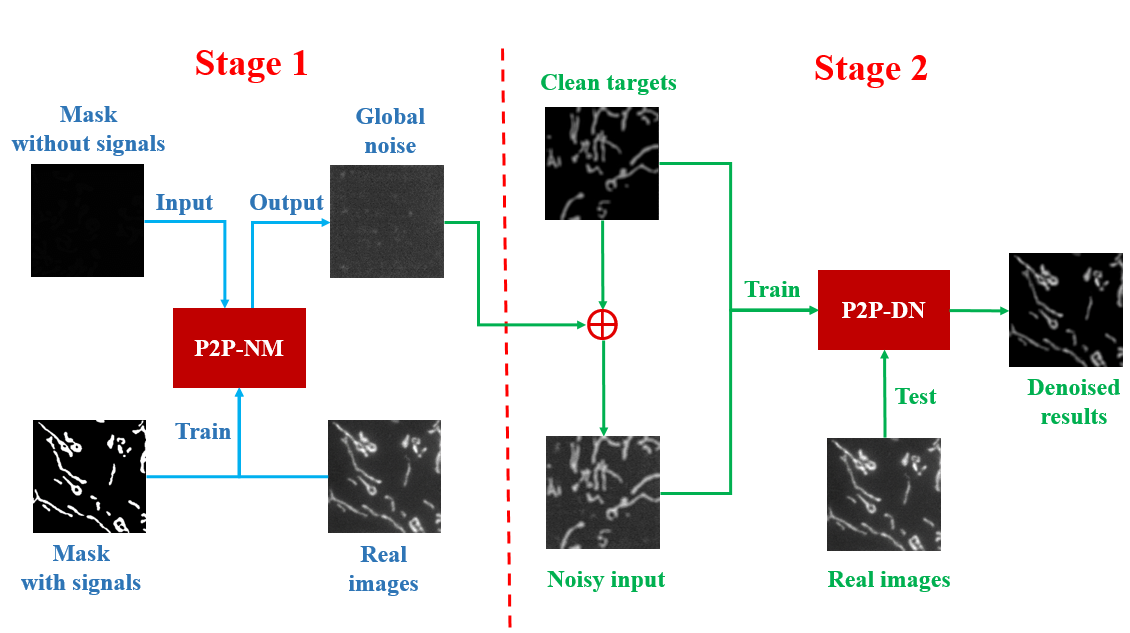 Stage 1
Mask
without signals
Global
noise
Input
Output
P2P-NM
Train
Mask
with signals
Real
images
Stage 2
Clean targets
Train
P2P-DN
Denoised
results
Test
Noisy input
Real images